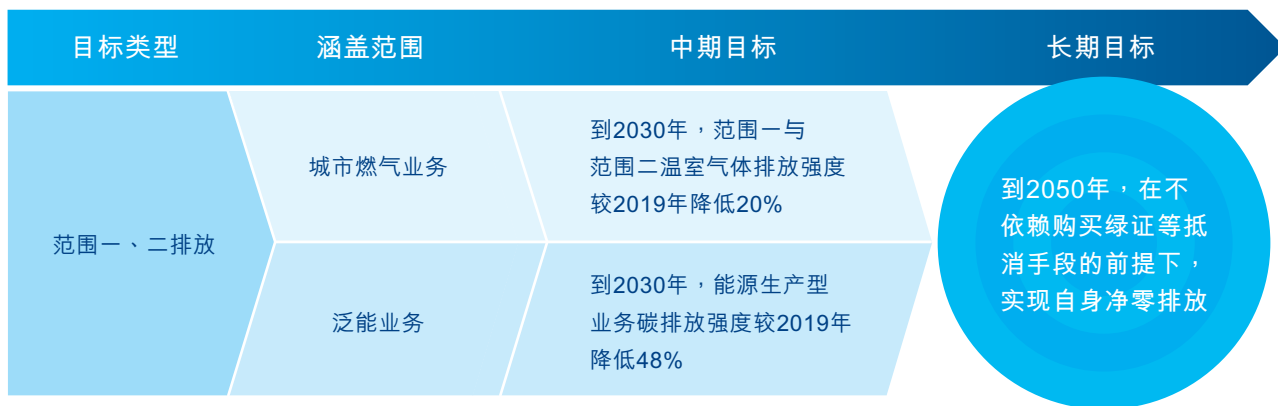 目标类型
涵盖范围
中期目标
长期目标
范围一、二排放
城市燃气业务
到2030年，范围一与
范围二温室气体排放强度
较2019年降低20%
泛能业务
到2030年，能源生产型
业务碳排放强度较2019年
降低48%
到2050年，在不
依赖购买绿证等抵
消手段的前提下，
实现自身净零排放